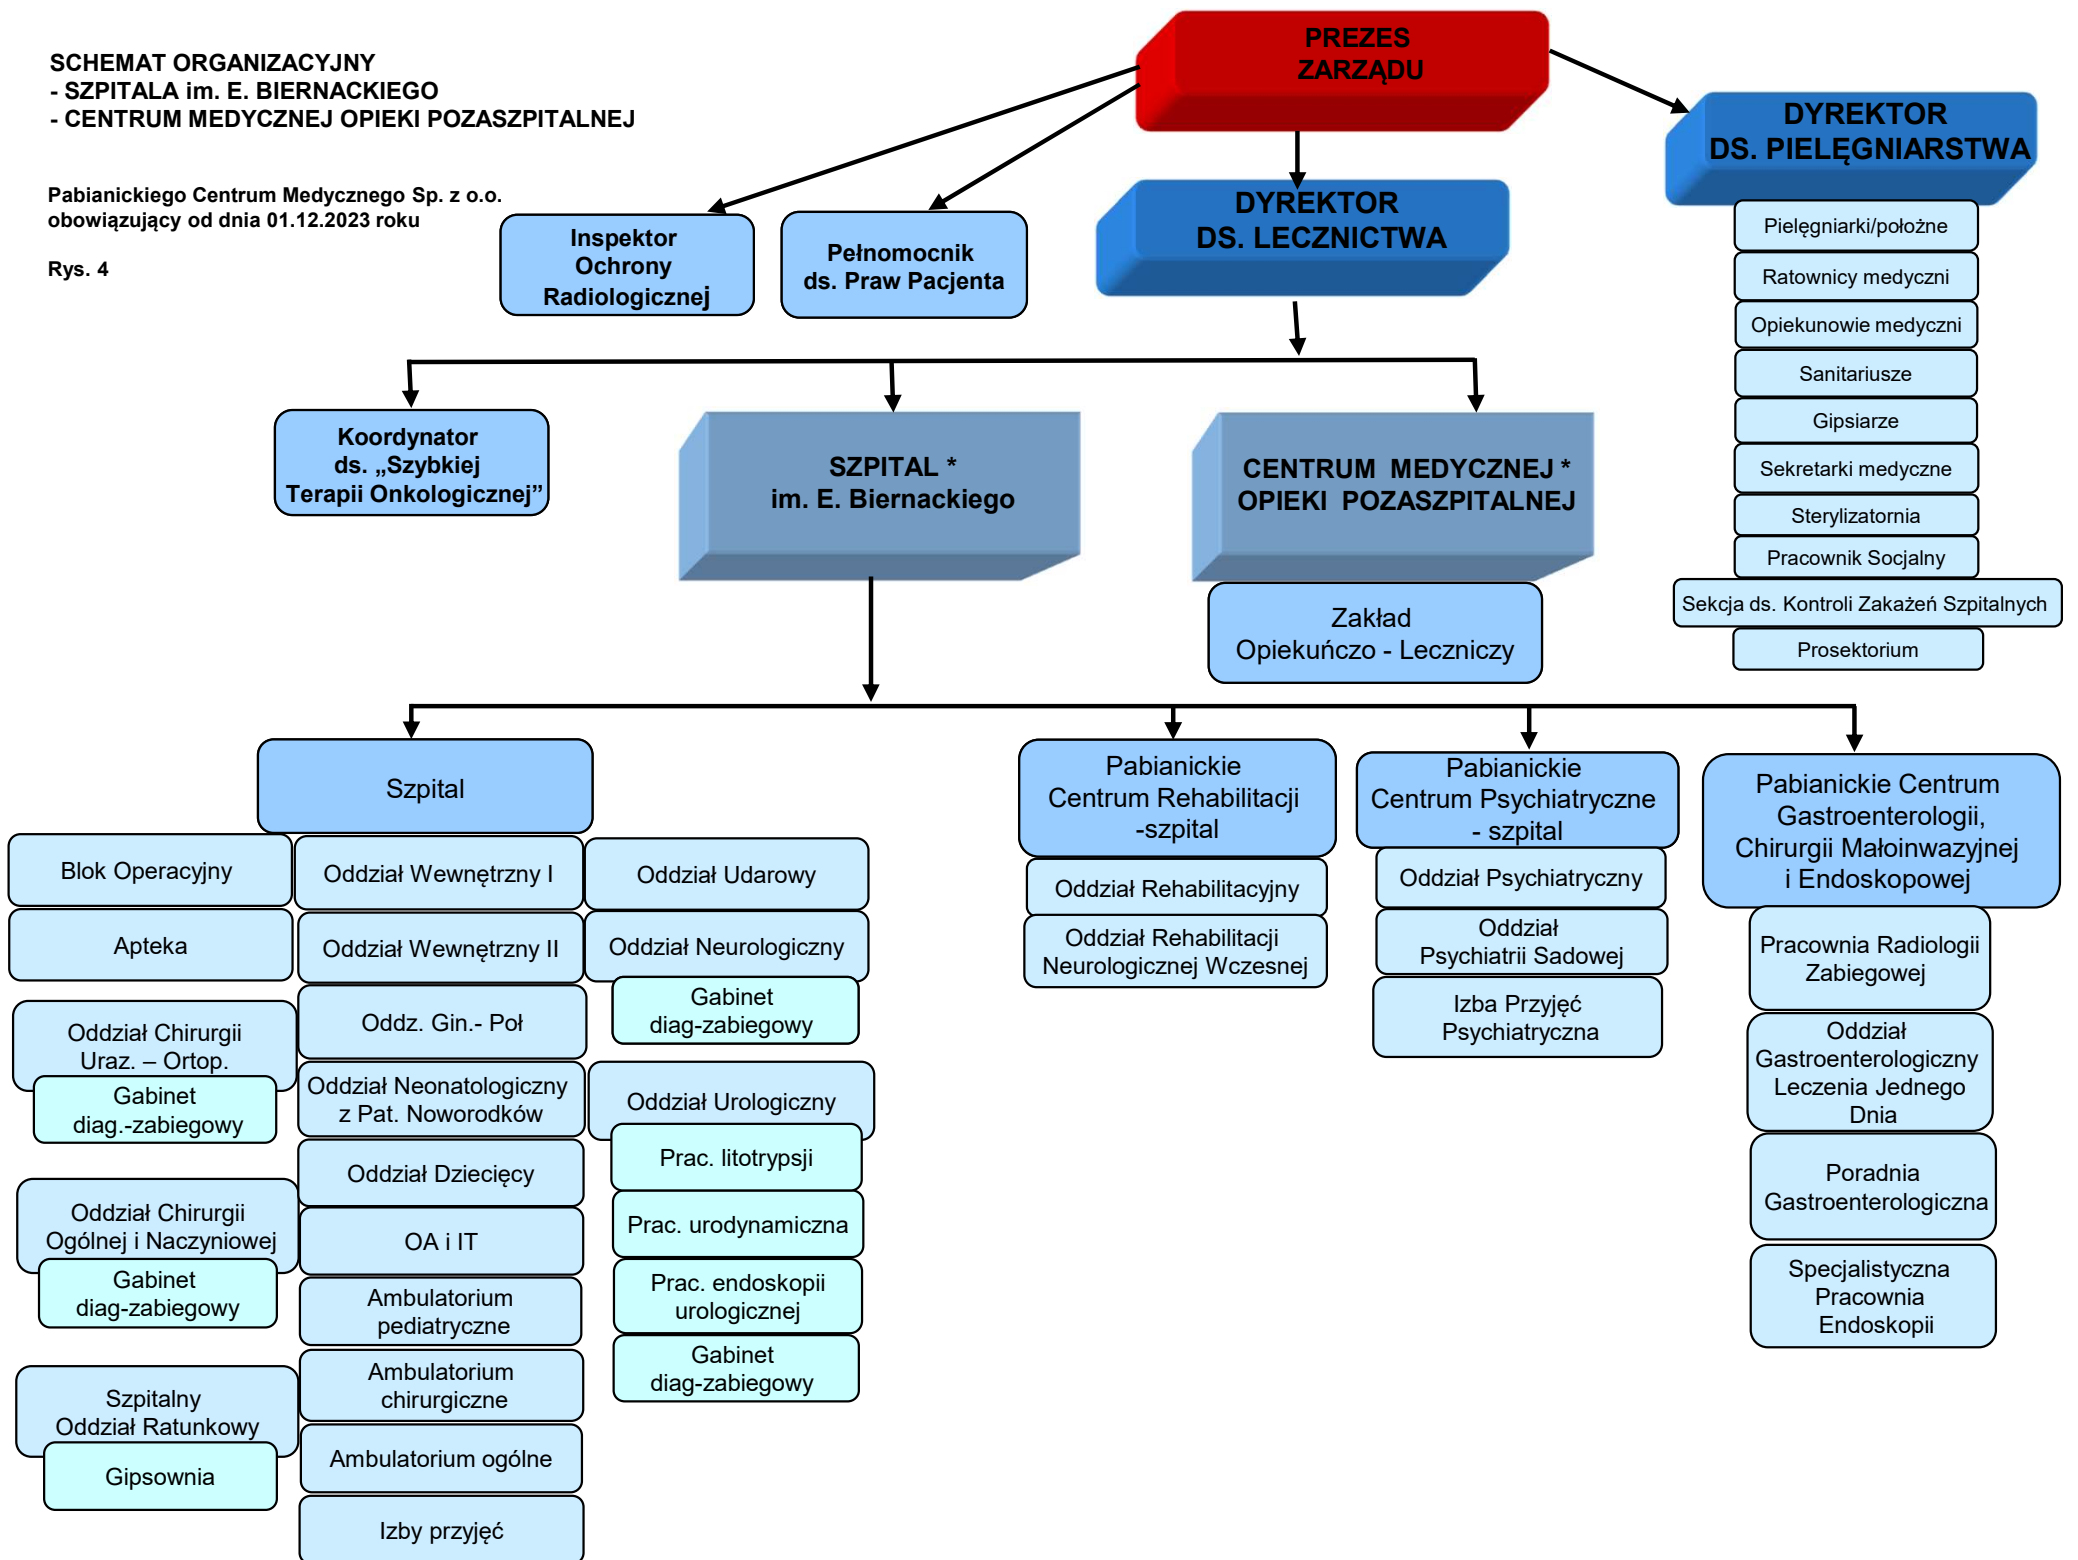 SCHEMAT ORGANIZACYJNY
- SZPITALA im. E. BIERNACKIEGO
- CENTRUM MEDYCZNEJ OPIEKI POZASZPITALNEJ
Pabianickiego Centrum Medycznego Sp. z o.o.
obowiązujący od dnia 01.12.2023 roku
Rys. 4
PREZES
ZARZĄDU
DYREKTOR
DS. PIELĘGNIARSTWA
Inspektor
Ochrony
Radiologicznej
Pełnomocnik
ds. Praw Pacjenta
DYREKTOR
DS. LECZNICTWA
Pielęgniarki/położne
Ratownicy medyczni
Opiekunowie medyczni
Sanitariusze
Gipsiarze
Sekretarki medyczne
Sterylizatornia
Pracownik Socjalny
Sekcja ds. Kontroli Zakażeń Szpitalnych
Prosektorium
Koordynator
ds. „Szybkiej
Terapii Onkologicznej”
SZPITAL *
im. E. Biernackiego
CENTRUM MEDYCZNEJ *
OPIEKI POZASZPITALNEJ
Zakład
Opiekuńczo - Leczniczy
Szpital
Blok Operacyjny
Apteka
Oddział Chirurgii
Uraz. – Ortop.
Gabinet
diag.-zabiegowy
Oddział Chirurgii
Ogólnej i Naczyniowej
Gabinet
diag-zabiegowy
Szpitalny
Oddział Ratunkowy
Gipsownia
Oddział Wewnętrzny I
Oddział Wewnętrzny II
Oddz. Gin.- Poł
Oddział Neonatologiczny
z Pat. Noworodków
Oddział Dziecięcy
OA i IT
Ambulatorium
pediatryczne
Ambulatorium
chirurgiczne
Ambulatorium ogólne
Izby przyjęć
Oddział Udarowy
Oddział Neurologiczny
Gabinet
diag-zabiegowy
Oddział Urologiczny
Prac. litotrypsji
Prac. urodynamiczna
Prac. endoskopii
urologicznej
Gabinet
diag-zabiegowy
Pabianickie
Centrum Rehabilitacji
-szpital
Oddział Rehabilitacyjny
Oddział Rehabilitacji
Neurologicznej Wczesnej
Pabianickie
Centrum Psychiatryczne
- szpital
Oddział Psychiatryczny
Oddział
Psychiatrii Sadowej
Izba Przyjęć
Psychiatryczna
Pabianickie Centrum
Gastroenterologii,
Chirurgii Małoinwazyjnej
i Endoskopowej
Pracownia Radiologii
Zabiegowej
Oddział
Gastroenterologiczny
Leczenia Jednego
Dnia
Poradnia
Gastroenterologiczna
Specjalistyczna
Pracownia
Endoskopii